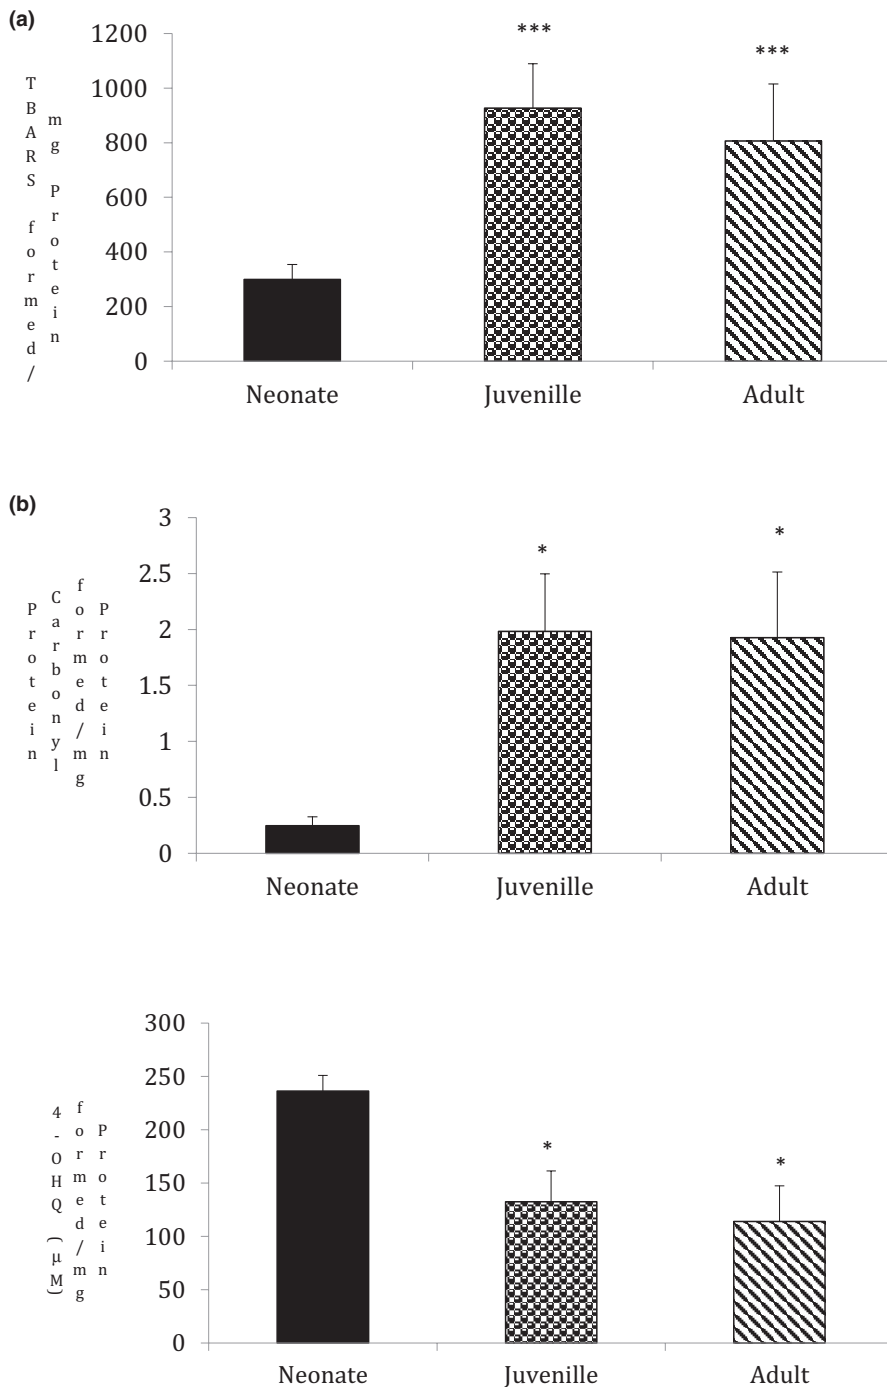 (a)
TBARS formed/
mg Protein
1200
1000
800
600
400
200
0
***
***
Neonate Juvenille Adult
(b)
Protein
Carbonyl
formed/mg
Protein
3
2.5
2
1.5
1
0.5
0
*
*
Neonate Juvenille Adult
4-OHQ )µM(
formed/mg
Protein
300
250
200
150
100
50
0
*
*
Neonate Juvenille Adult